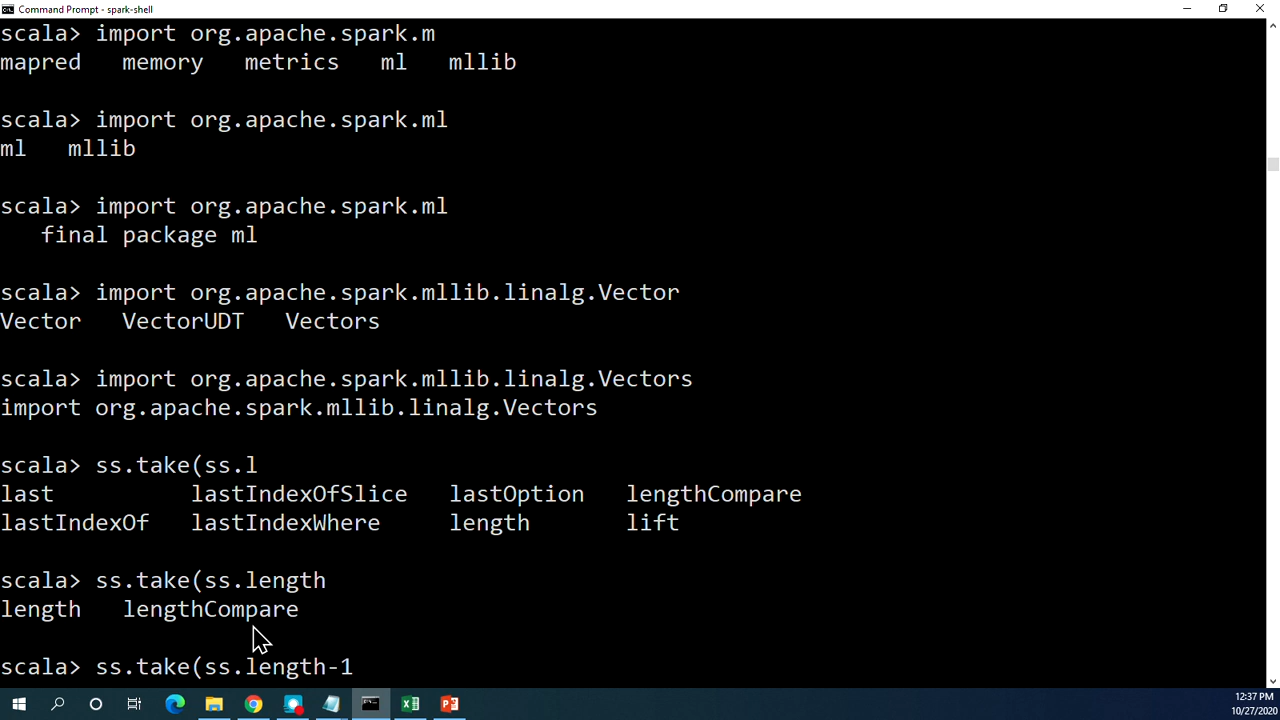 Command Prompt - spark-shell
scala> import org.apache.spark.m
mapred memory metrics ml mllib
scala> import org.apache.spark.ml
ml mllib
scala> import org.apache.spark.ml
final package ml
scala> import org.apache.spark.mllib.linalg.Vector
Vector VectorUDT Vectors
scala> import org.apache.spark.mllib.linalg.Vectors
import org.apache.spark.mllib.linalg.Vectors
scala> ss.take(ss.l
last lastIndexOfSlice lastOption lengthCompare
lastIndexOf lastIndexWhere length lift
scala> ss.take(ss.length
length lengthCompare
scala> ss.take(ss.length-1
12:37 PM
10/27/2020